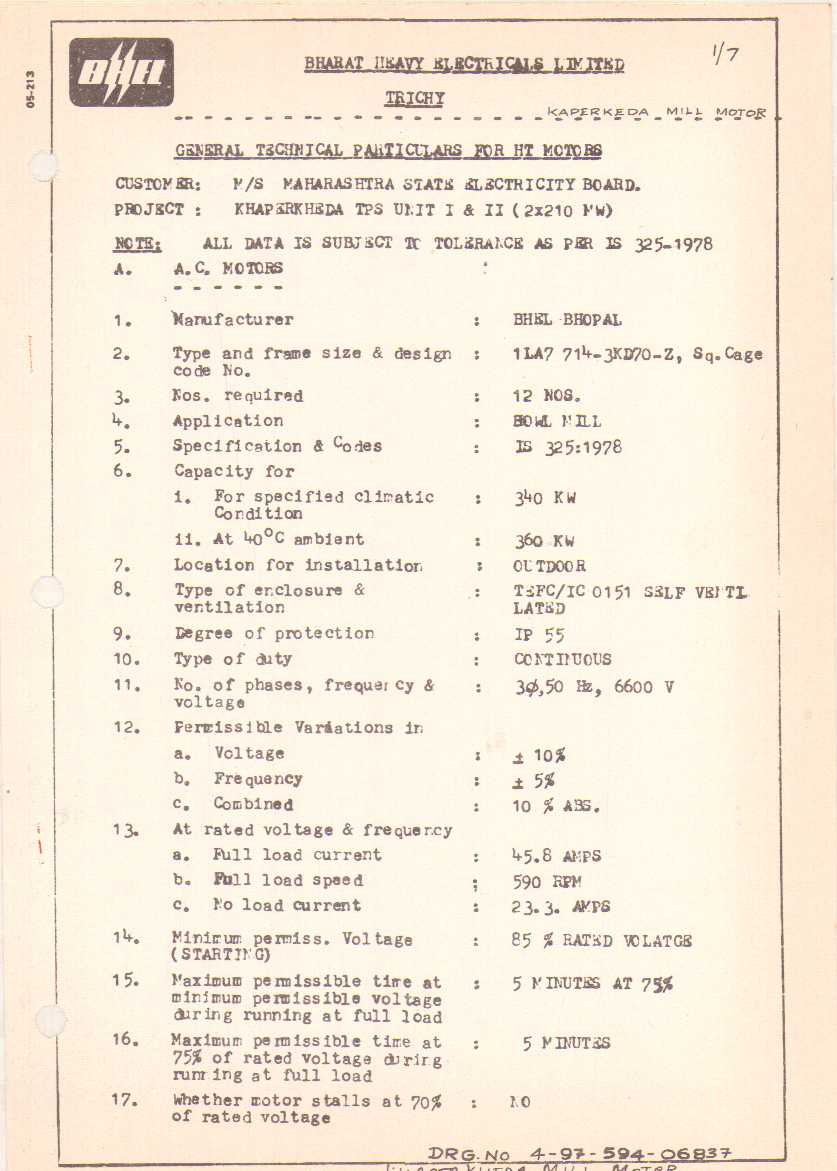 05-213
BHEL
BHARAT HEAVY ELECTRICALS LIMITED
1/7
TRICHY
KAPERKEDA MILL MOTOR
GENERAL TECHNICAL PARTICULARS FOR HT MOTORS
CUSTOMER: M/S MAHARASHTRA STATE ELECTRICITY BOARD.
PROJECT : KHAPERKHEDA TPS UNIT I & II (2x210 MW)
NOTE: ALL DATA IS SUBJECT TO TOLERANCE AS PER IS 325-1978
A. A.C. MOTORS
1. Manufacturer : BHEL BHOPAL
2. Type and frame size & design : 1LA7 714-3KD70-Z, Sq.Cage
code No.
3. Nos. required : 12 NOS.
4. Application : BOWL MILL
5. Specification & Codes : IS 325:1978
6. Capacity for
i. For specified climatic : 340 KW
Condition
ii. At 40°C ambient : 360 KW
7. Location for installation : OUTDOOR
8. Type of enclosure & : TEFC/IC 0151 SELF VENTI
ventilation LATED
9. Degree of protection : IP 55
10. Type of duty : CONTINUOUS
11. No. of phases, frequency & : 3Ø,50 Hz, 6600 V
voltage
12. Permissible Variations in
a. Voltage : ± 10%
b. Frequency : ± 5%
c. Combined : 10 % ABS.
13. At rated voltage & frequency
a. Full load current : 45.8 AMPS
b. Full load speed ; 590 RPM
c. No load current : 23.3. AMPS
14. Minimum permiss. Voltage : 85 % RATED VOLATGE
(STARTING)
15. Maximum permissible time at : 5 MINUTES AT 75%
minimum permissible voltage
during running at full load
16. Maximum permissible time at : 5 MINUTES
75% of rated voltage during
running at full load
17. Whether motor stalls at 70% : NO
of rated voltage
DRG.No 4-97-594-06837
MILL MOTOR